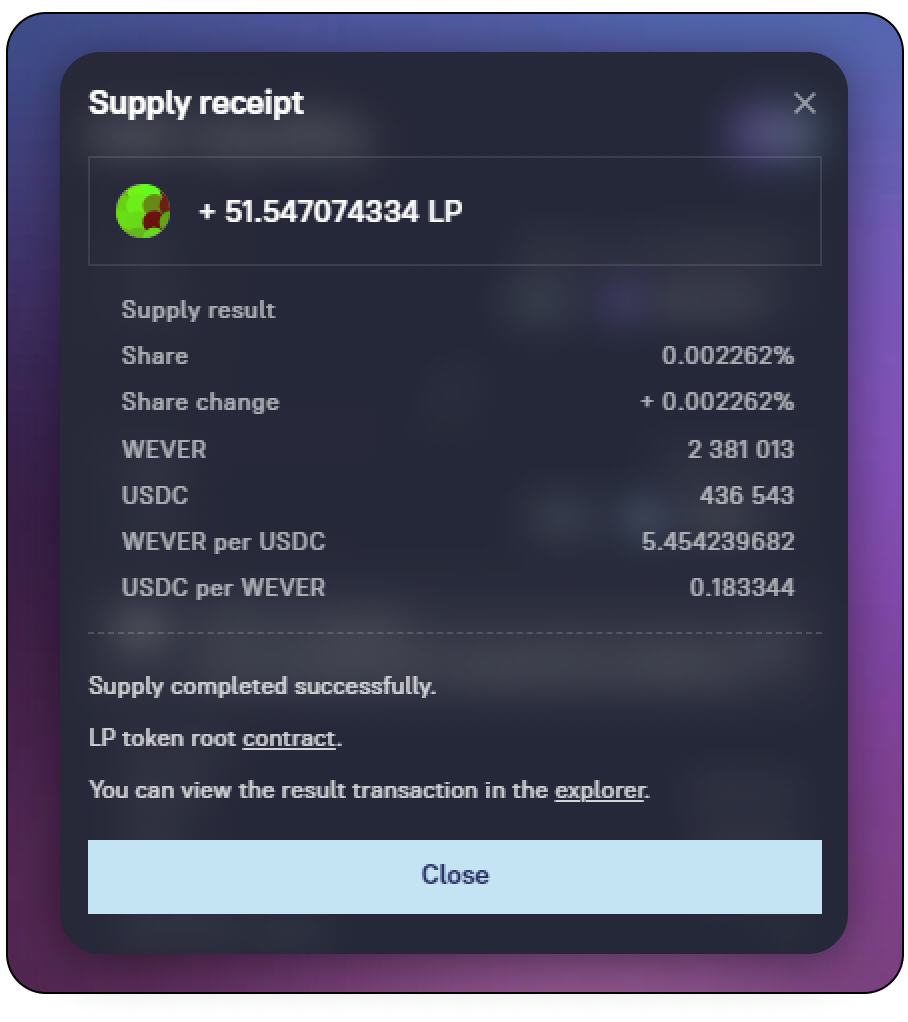 Supply receipt
+ 51.547074334 LP
Supply result
Share 0.002262%
Share change + 0.002262%
WEVER 2 381 013
USDC 436 543
WEVER per USDC 5.454239682
USDC per WEVER 0.183344
Supply completed successfully.
LP token root contract.
You can view the result transaction in the explorer.
Close